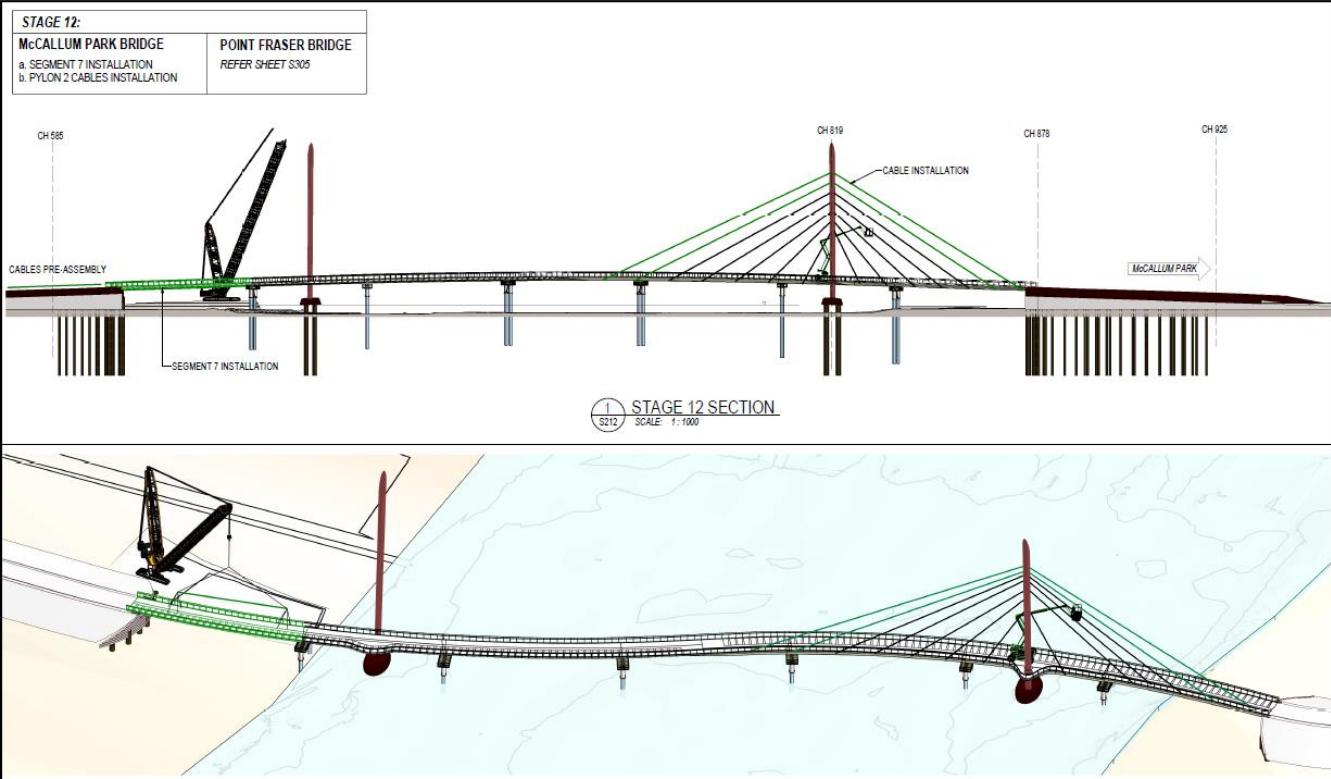 STAGE 12:
McCALLUM PARK BRIDGE
a. SEGMENT 7 INSTALLATION
b. PYLON 2 CABLES INSTALLATION
POINT FRASER BRIDGE
REFER SHEET S305
CH 585
CH 819
CH 878
CH 925
CABLE INSTALLATION
CABLES PRE-ASSEMBLY
McCALLUM PARK
SEGMENT 7 INSTALLATION
1
S212
STAGE 12 SECTION
SCALE: 1 : 1000